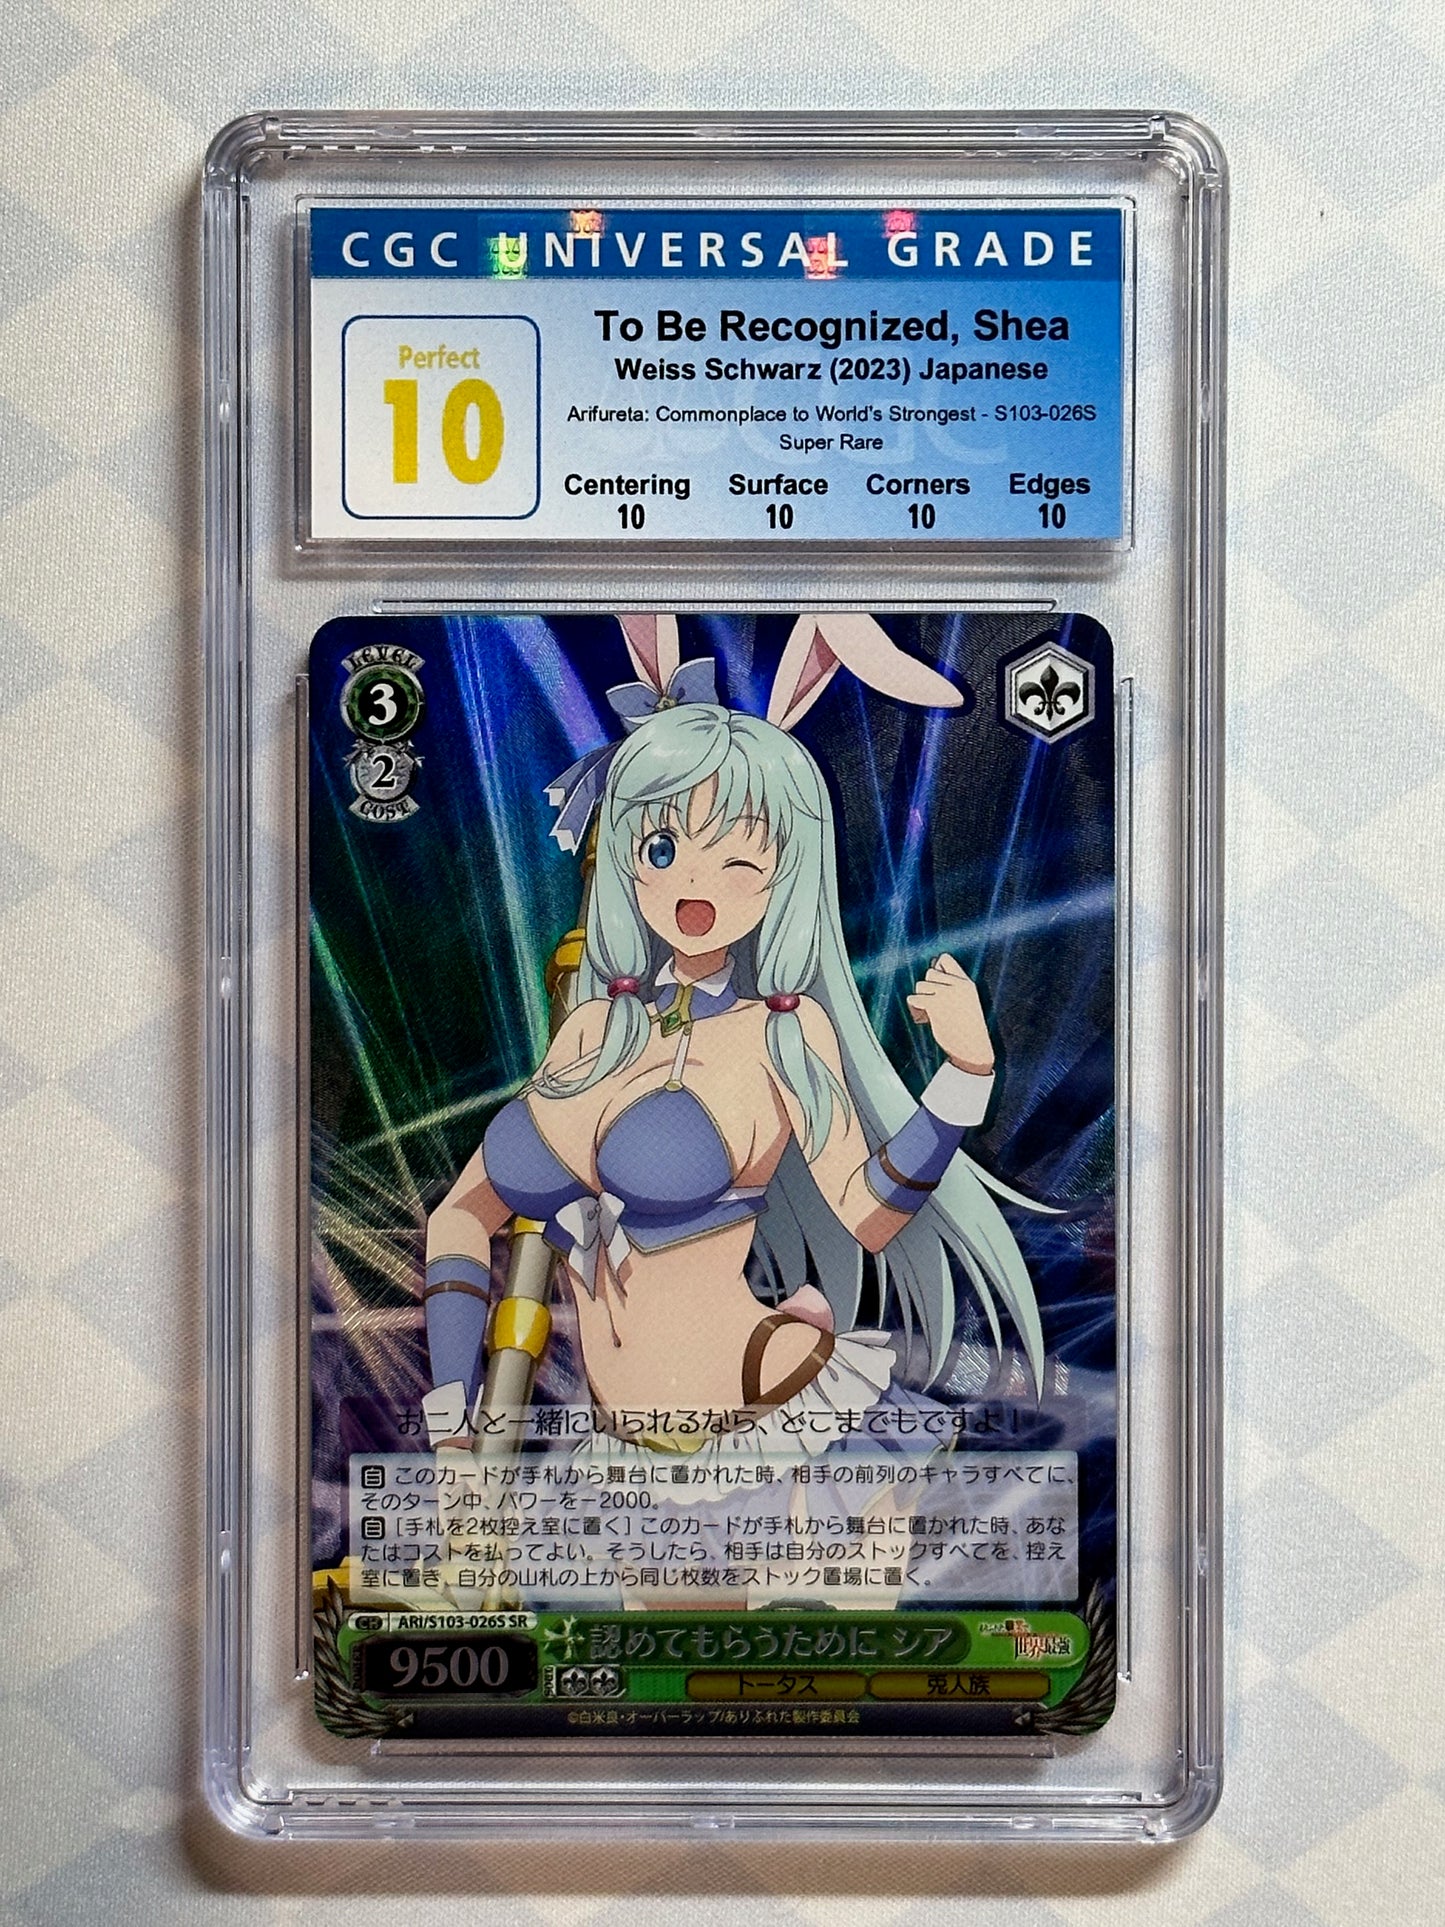 CGC UNIVERSAL GRADE
Perfect
10
To Be Recognized, Shea
Weiss Schwarz (2023) Japanese
Arifureta: Commonplace to World's Strongest - S103-026S
Super Rare
Centering Surface Corners Edges
10 10 10 10
LEVEL
3
2
COST
お二人と一緒にいられるなら、どこまでもですよ！
自 このカードが手札から舞台に置かれた時、相手の前列のキャラすべてに、
そのターン中、パワーを－2000。
自 ［手札を2枚控え室に置く］ このカードが手札から舞台に置かれた時、あな
たはコストを払ってよい。そうしたら、相手は自分のストックすべてを、控え
室に置き、自分の山札の上から同じ枚数をストック置場に置く。
CH ARI/S103-026S SR
POWER 9500
認めてもらうために シア
世界最強
SOUL
トータス 兎人族
©白米良・オーバーラップ/ありふれた製作委員会